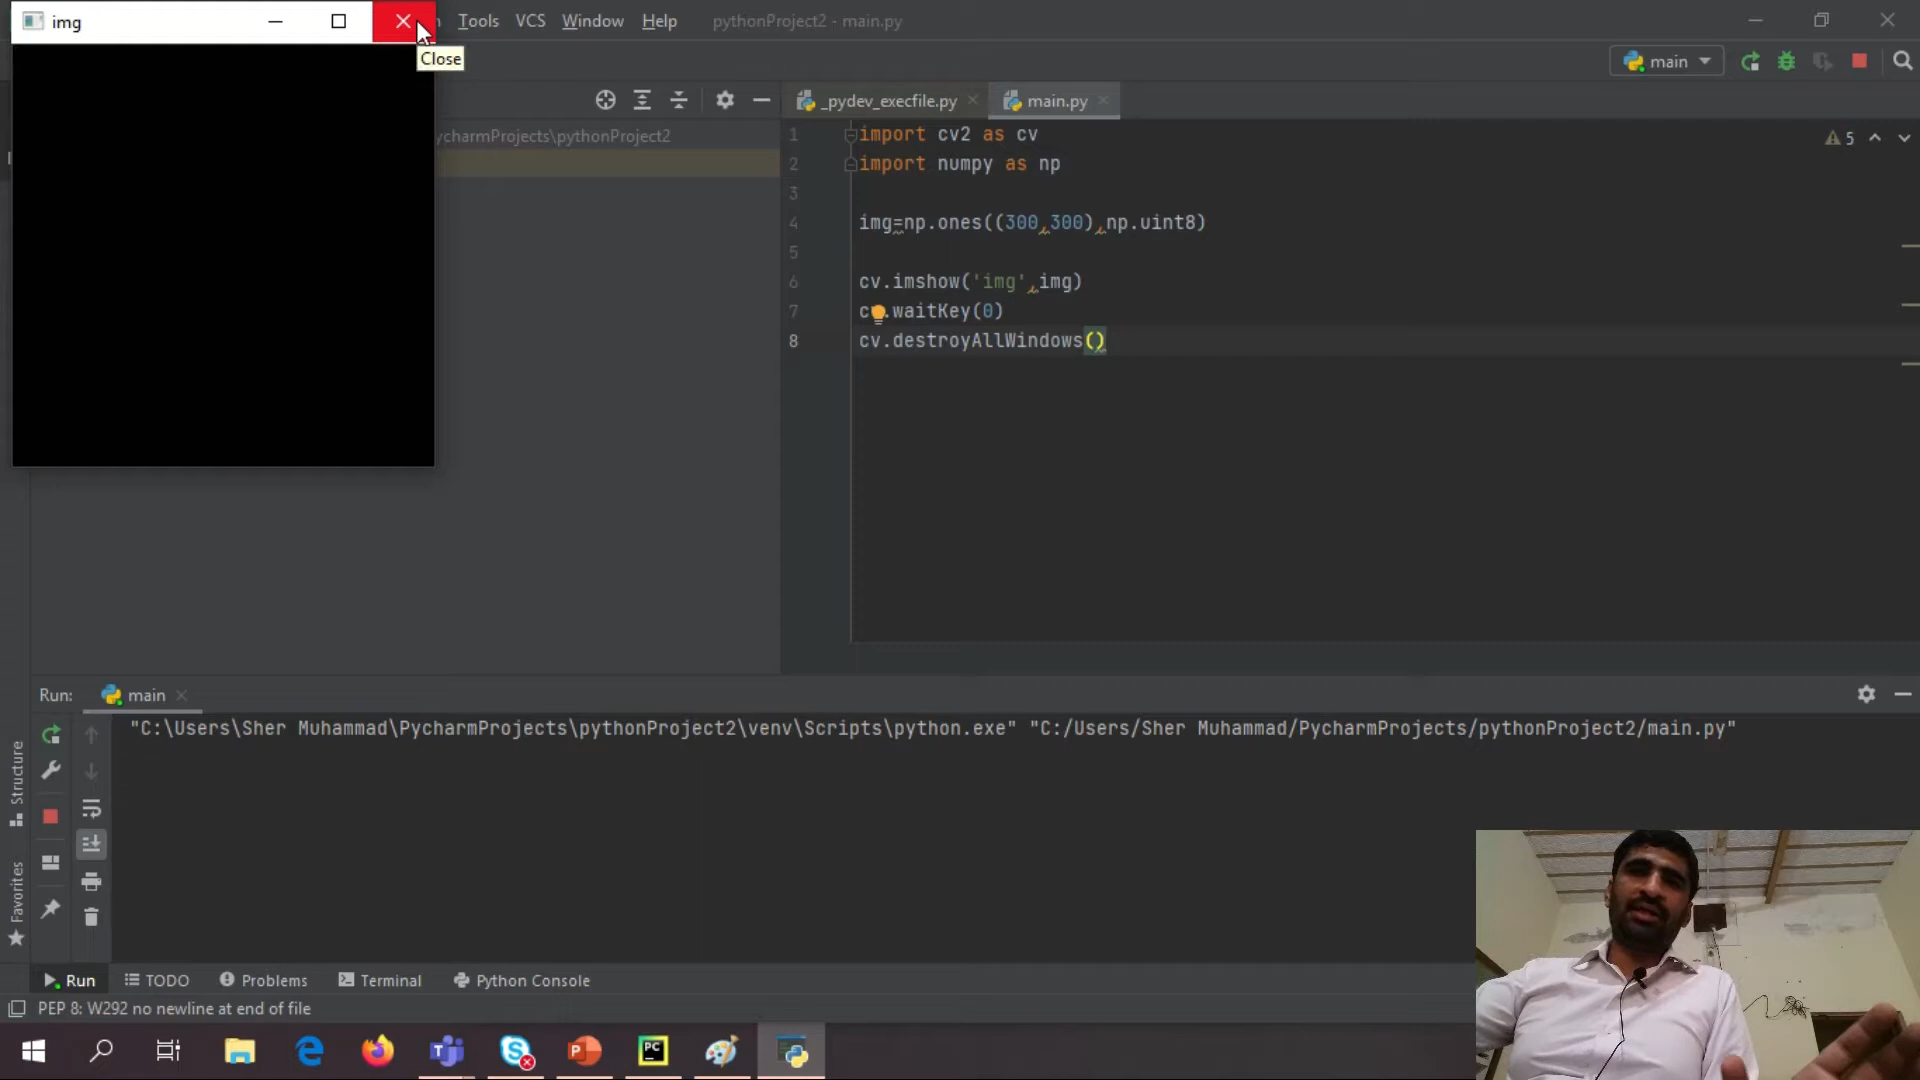 img
Tools VCS Window Help pythonProject2 - main.py
Close
main
_pydev_execfile.py main.py
ycharmProjects\pythonProject2
5
1 import cv2 as cv
2 import numpy as np
3
4 img=np.ones((300,300),np.uint8)
5
6 cv.imshow('img',img)
7 cv.waitKey(0)
8 cv.destroyAllWindows()
Run: main
"C:\Users\Sher Muhammad\PycharmProjects\pythonProject2\venv\Scripts\python.exe" "C:/Users/Sher Muhammad/PycharmProjects/pythonProject2/main.py"
Structure
Favorites
Run TODO Problems Terminal Python Console
PEP 8: W292 no newline at end of file